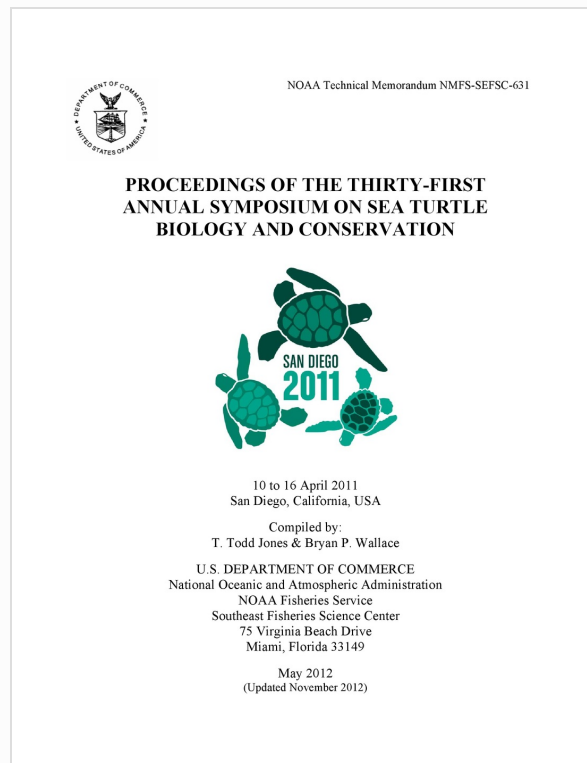 NOAA Technical Memorandum NMFS-SEFSC-631
DEPARTMENT OF COMMERCE
UNITED STATES OF AMERICA
PROCEEDINGS OF THE THIRTY-FIRST
ANNUAL SYMPOSIUM ON SEA TURTLE
BIOLOGY AND CONSERVATION
SAN DIEGO
2011
10 to 16 April 2011
San Diego, California, USA
Compiled by:
T. Todd Jones & Bryan P. Wallace
U.S. DEPARTMENT OF COMMERCE
National Oceanic and Atmospheric Administration
NOAA Fisheries Service
Southeast Fisheries Science Center
75 Virginia Beach Drive
Miami, Florida 33149
May 2012
(Updated November 2012)